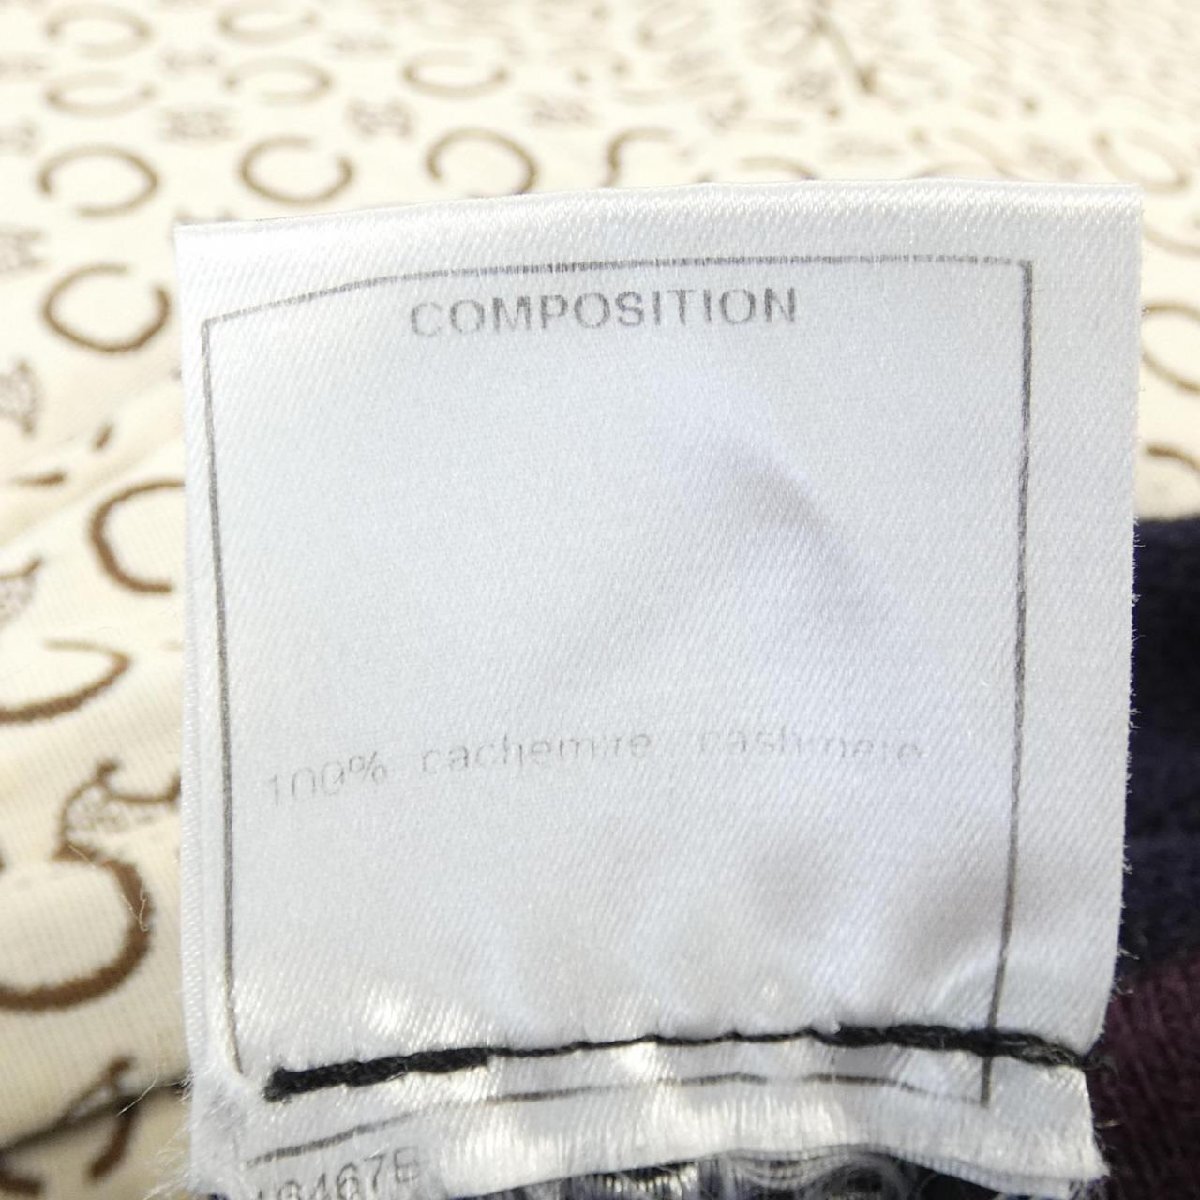 COMPOSITION
100% cachemire cashmere